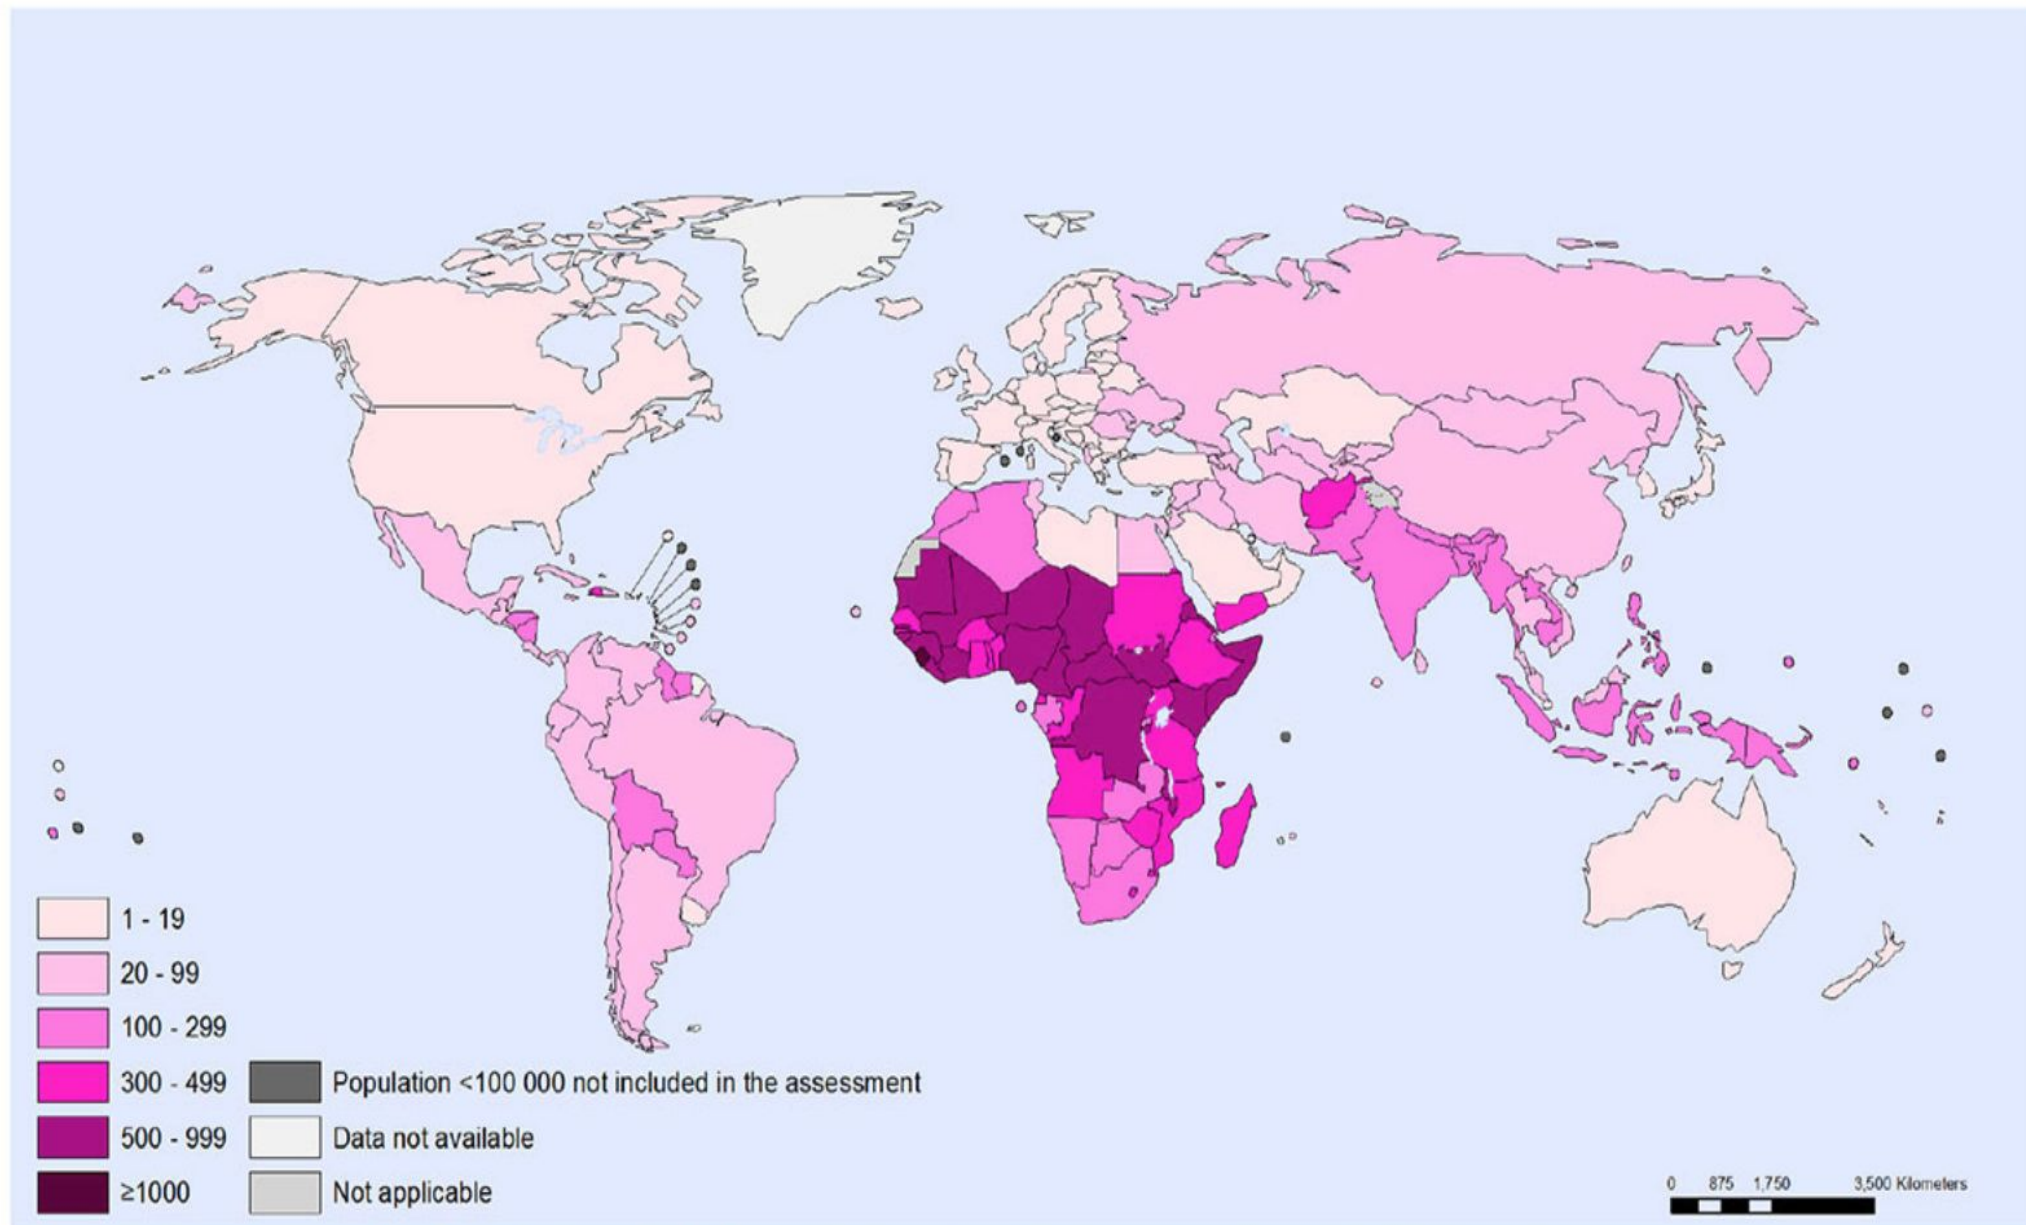 1 - 19
20 - 99
100 - 299
300 - 499
500 - 999
≥1000
Population <100 000 not included in the assessment
Data not available
Not applicable
0 875 1,750 3,500 Kilometers